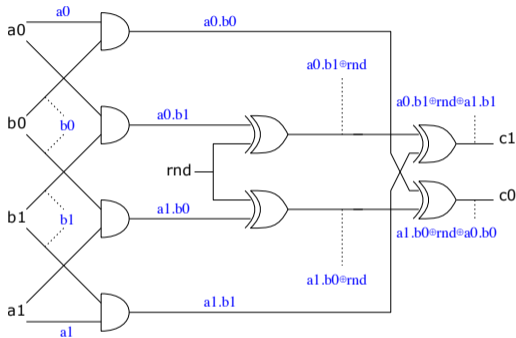 a0
a0
a0.b0
a0.b1⊕rnd
a0.b1⊕rnd⊕a1.b1
a0.b1
b0
b0
c1
rnd
c0
a1.b0
b1
b1
a1.b0⊕rnd⊕a0.b0
a1.b0⊕rnd
a1.b1
a1
a1